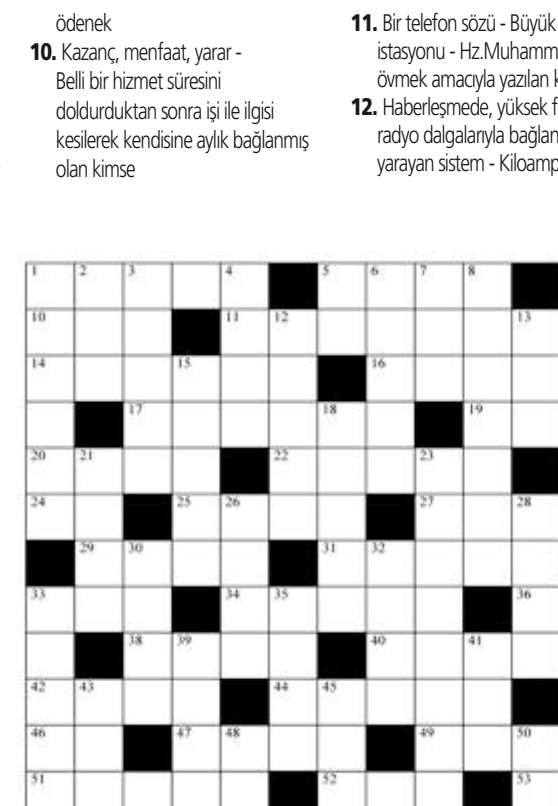 ödenek
10. Kazanç, menfaat, yarar -
Belli bir hizmet süresini
doldurduktan sonra işi ile ilgisi
kesilerek kendisine aylık bağlanmış
olan kimse
11. Bir telefon sözü - Büyük
istasyonu - Hz.Muhamm
övmek amacıyla yazılan k
12. Haberleşmede, yüksek f
radyo dalgalarıyla bağlan
yarayan sistem - Kiloamp
1 2 3 4 5 6 7 8
10 11 12 13
14 15 16
17 18 19
20 21 22 23
24 25 26 27 28
29 30 31 32
33 34 35 36
38 39 40 41
42 43 44 45
46 47 48 49 50
51 52 53